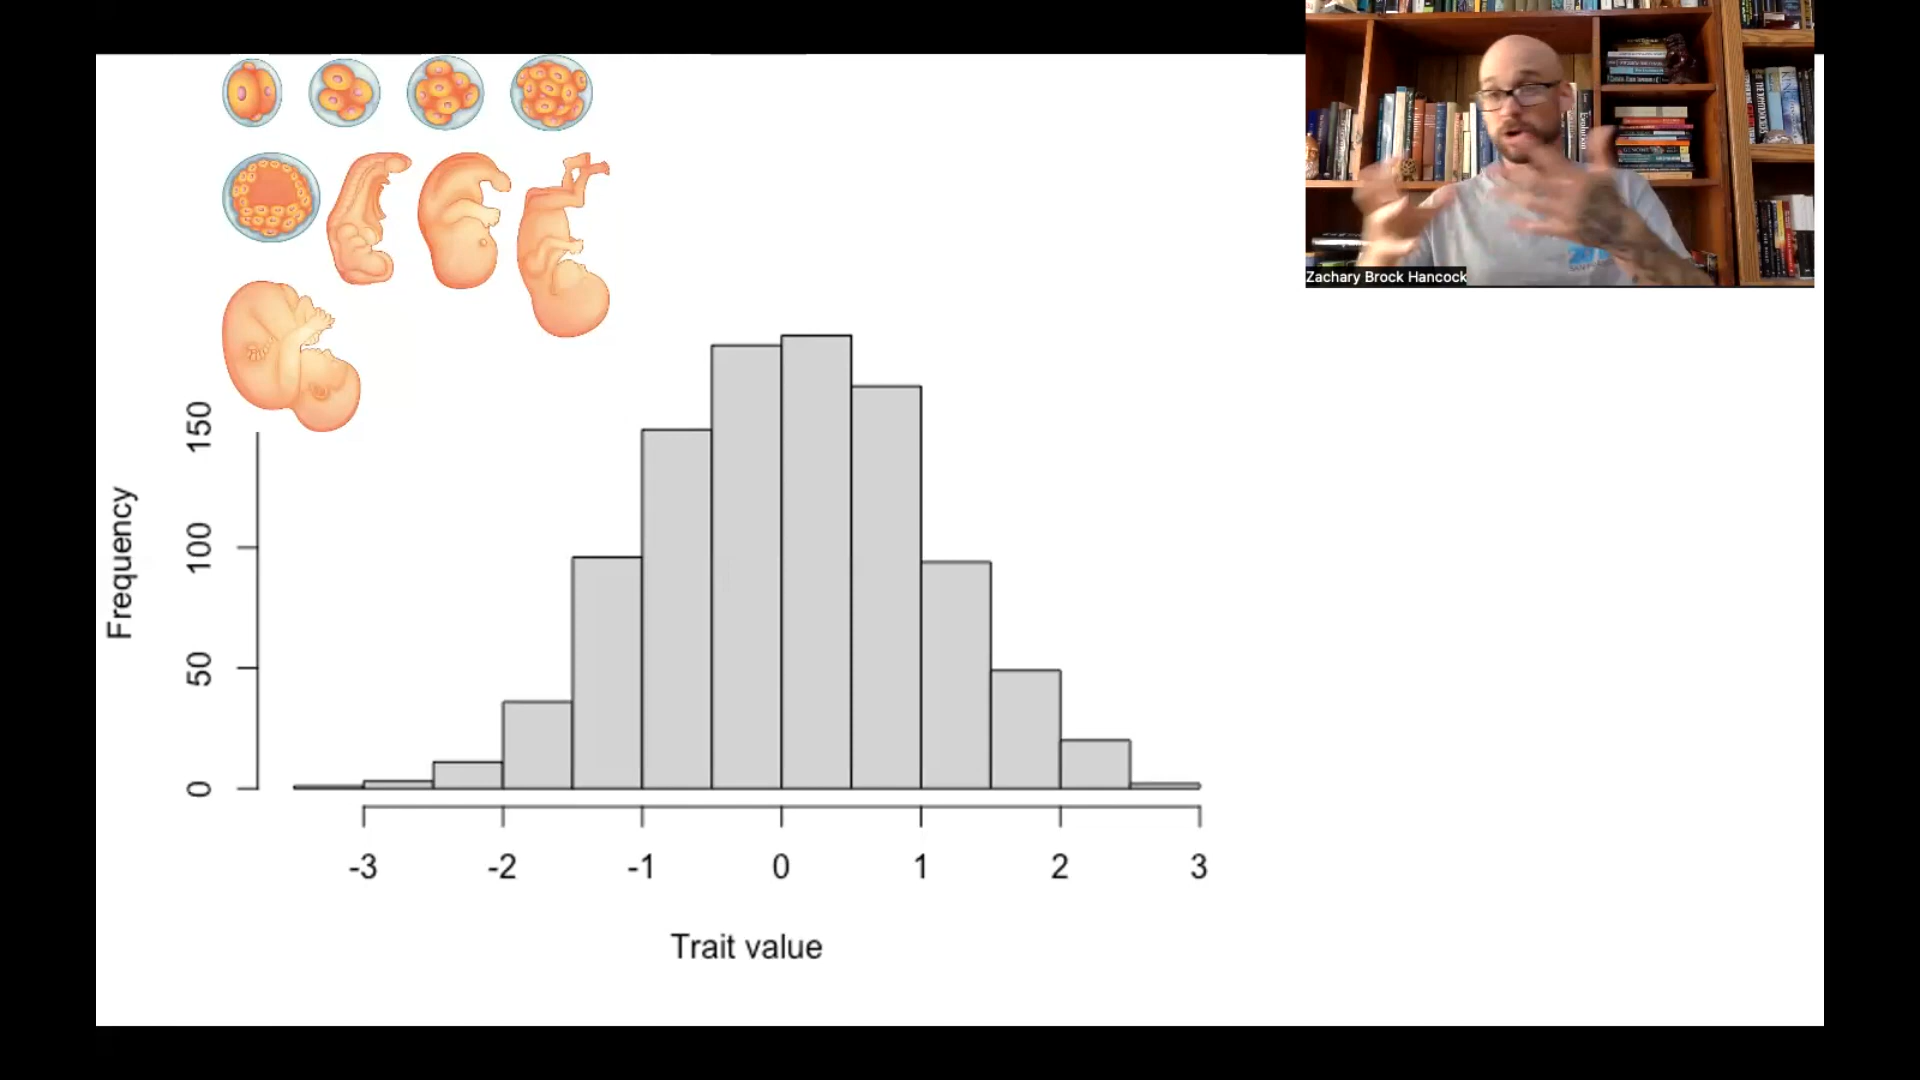 Zachary Brock Hancock
Frequency
150
100
50
0
-3 -2 -1 0 1 2 3
Trait value